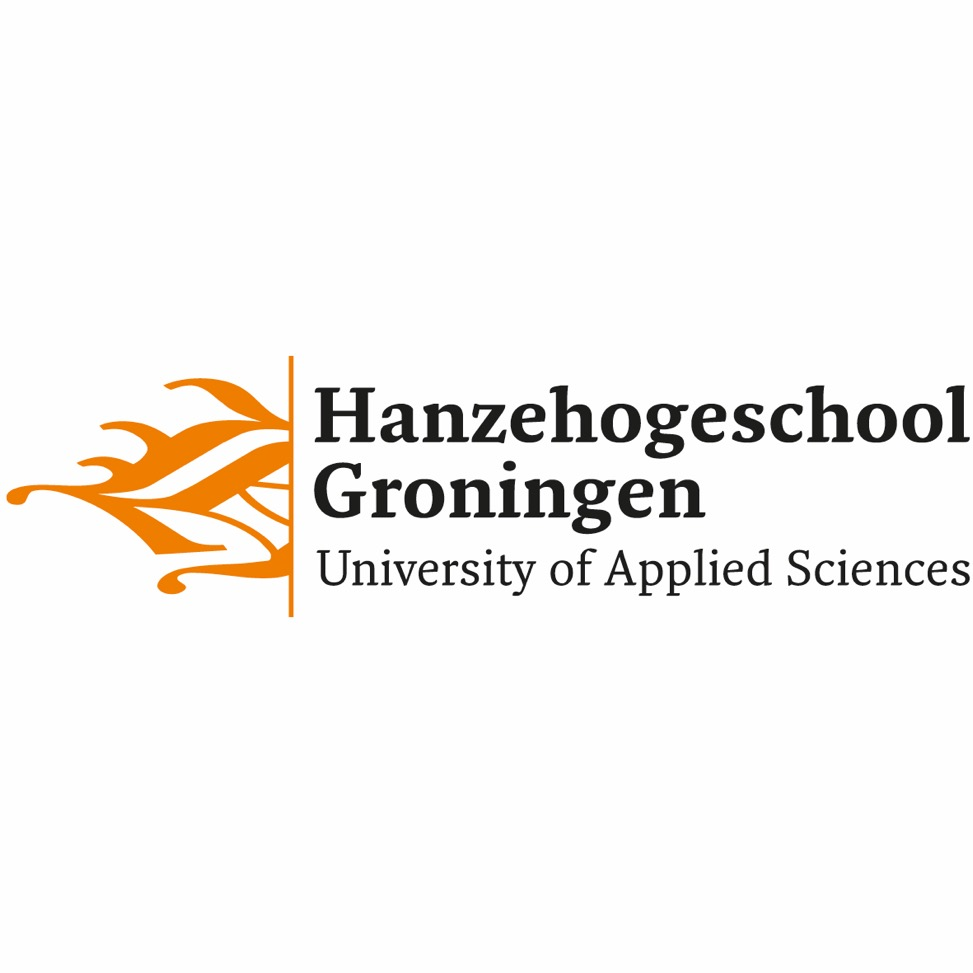 Hanzehogeschool
Groningen
University of Applied Sciences